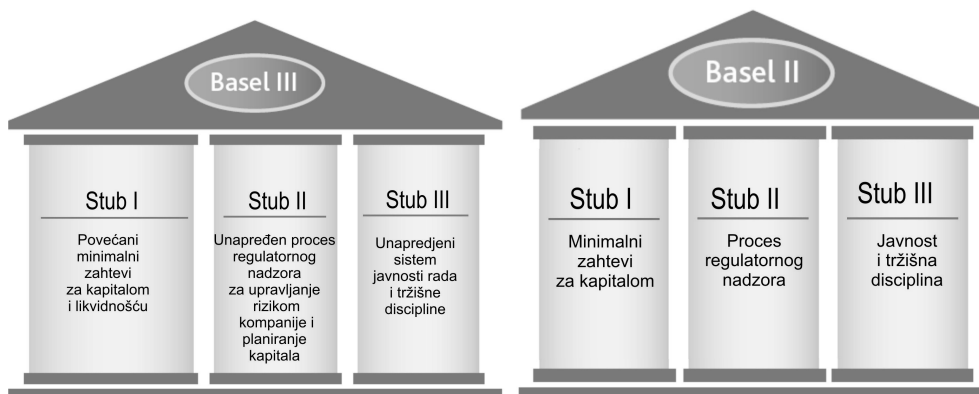 Basel III
Stub I
Povećani
minimalni
zahtevi
za kapitalom
i likvidnošću
Stub II
Unapređen proces
regulatornog
nadzora
za upravljanje
rizikom
kompanije i
planiranje
kapitala
Stub III
Unapredjeni
sistem
javnosti rada
i tržišne
discipline
Basel II
Stub I
Minimalni
zahtevi
za kapitalom
Stub II
Proces
regulatornog
nadzora
Stub III
Javnost
i tržišna
disciplina